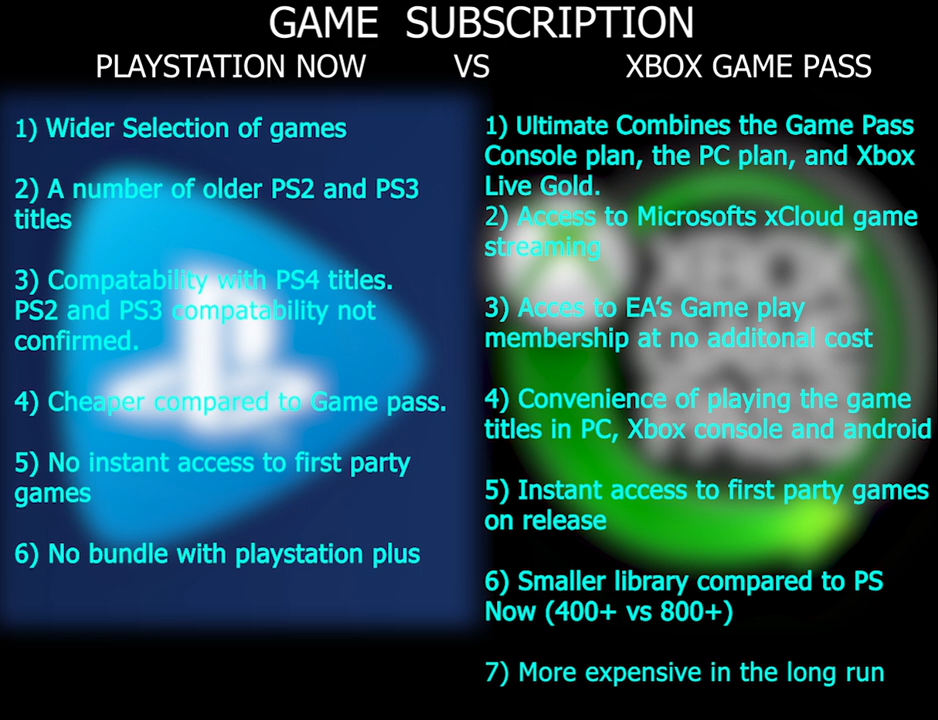 GAME SUBSCRIPTION
PLAYSTATION NOW VS XBOX GAME PASS
1) Wider Selection of games
2) A number of older PS2 and PS3
titles
3) Compatability with PS4 titles.
PS2 and PS3 compatability not
confirmed.
4) Cheaper compared to Game pass.
5) No instant access to first party
games
6) No bundle with playstation plus
1) Ultimate Combines the Game Pass
Console plan, the PC plan, and Xbox
Live Gold.
2) Access to Microsofts xCloud game
streaming
3) Acces to EA's Game play
membership at no additonal cost
4) Convenience of playing the game
titles in PC, Xbox console and android
5) Instant access to first party games
on release
6) Smaller library compared to PS
Now (400+ vs 800+)
7) More expensive in the long run